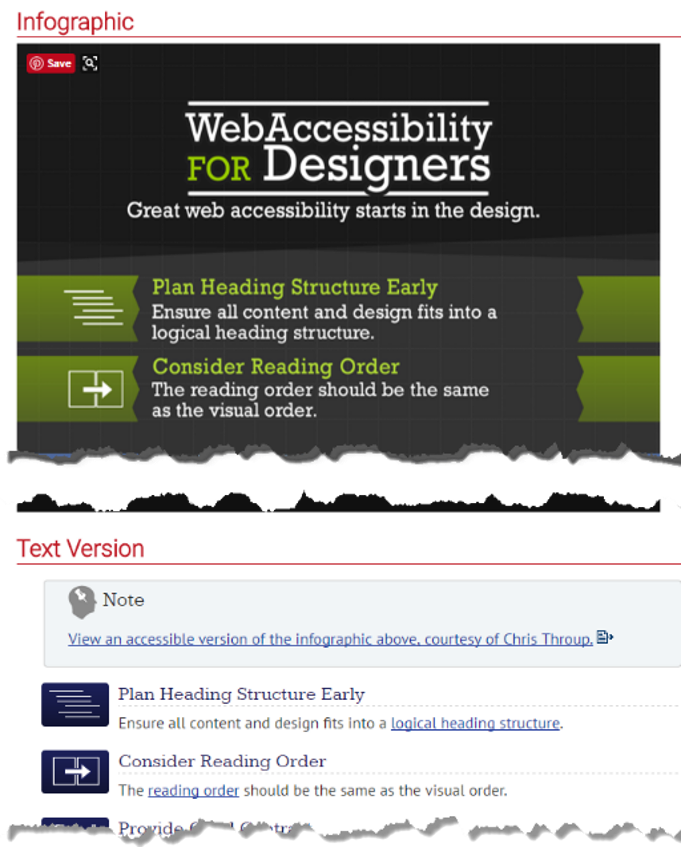 Infographic
Save
WebAccessibility
FOR Designers
Great web accessibility starts in the design.
Plan Heading Structure Early
Ensure all content and design fits into a
logical heading structure.
Consider Reading Order
The reading order should be the same
as the visual order.
Text Version
Note
View an accessible version of the infographic above, courtesy of Chris Throup.
Plan Heading Structure Early
Ensure all content and design fits into a logical heading structure.
Consider Reading Order
The reading order should be the same as the visual order.
Provide